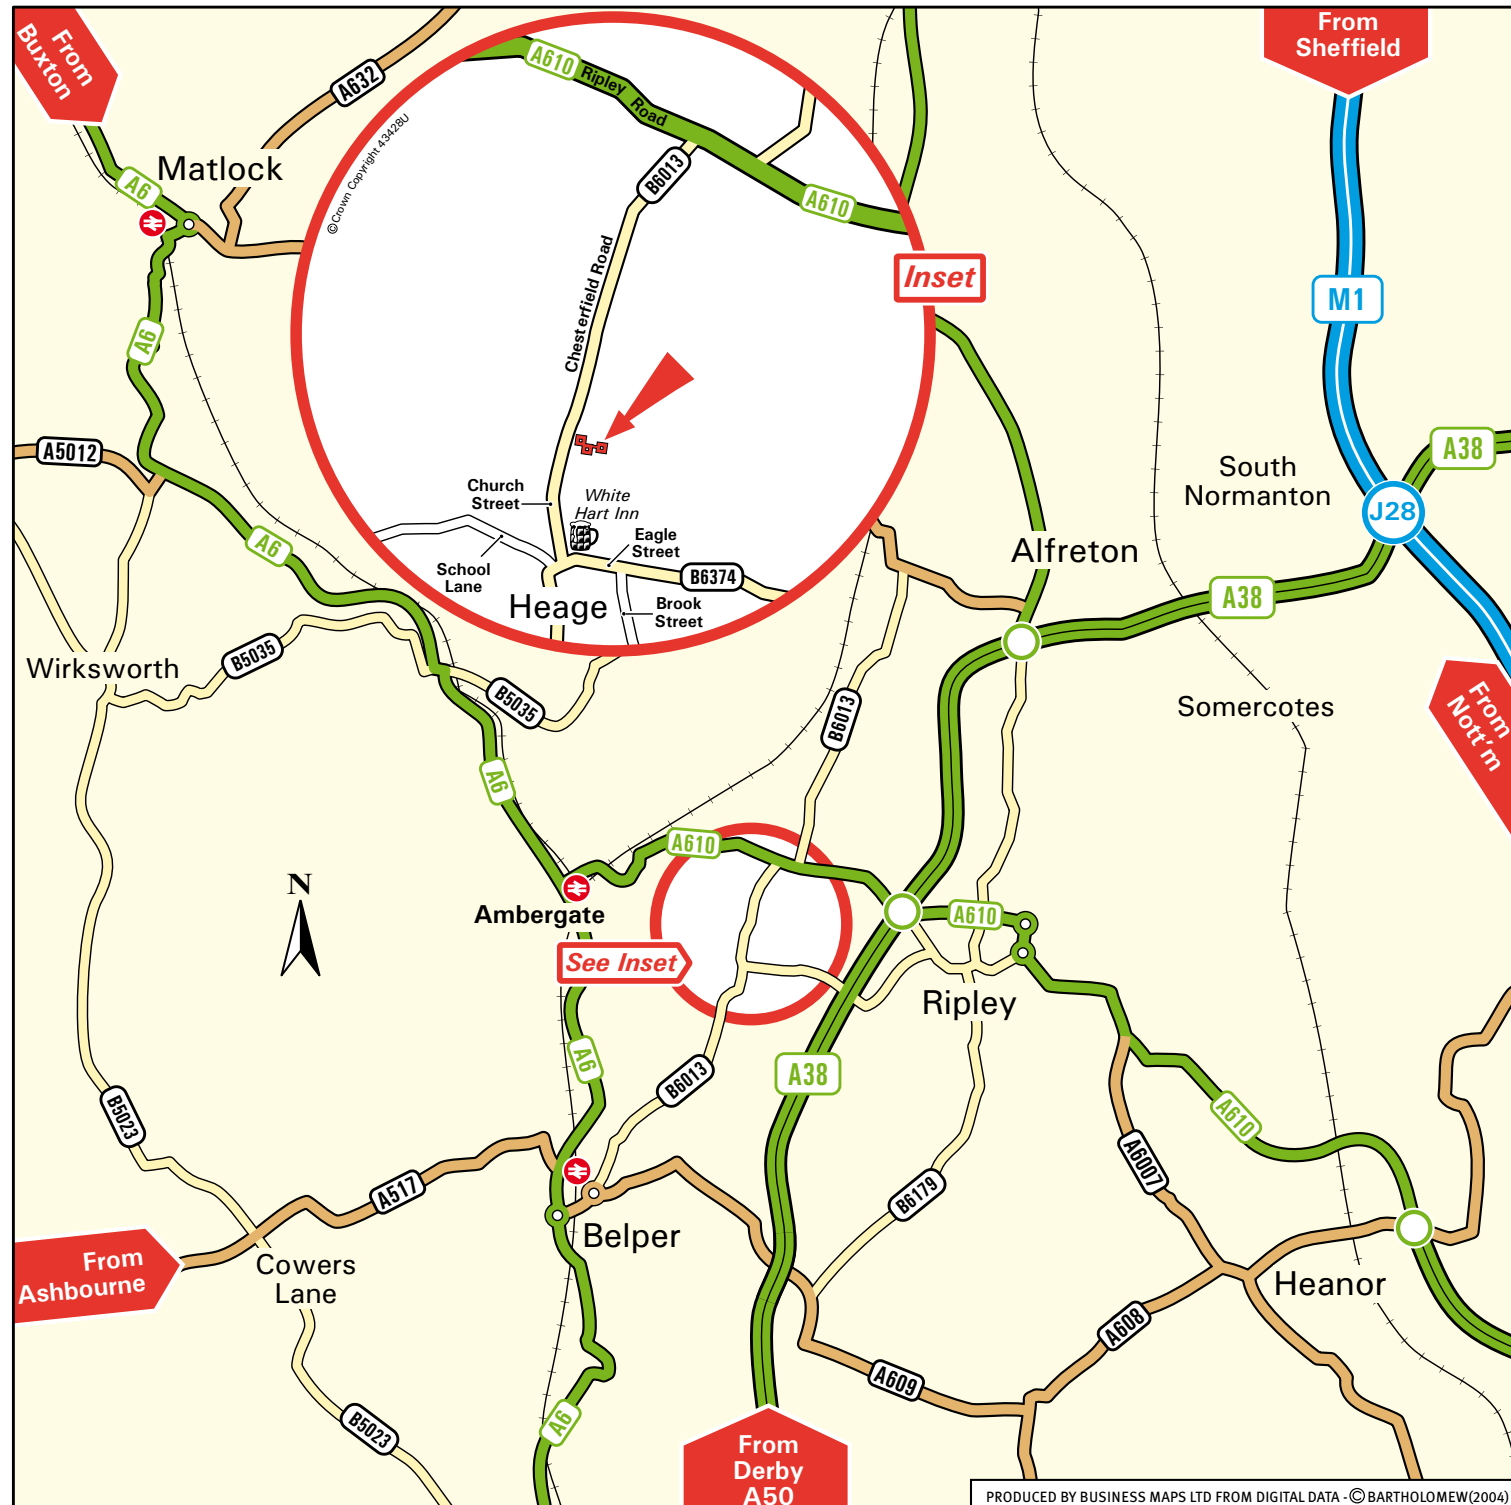 From
Buxton
A632
Matlock
A6
A6
A5012
A6
©Crown Copyright 43428U
A610
Ripley Road
B6013
A610
Chesterfield Road
Church
Street
White
Hart Inn
Eagle
Street
School
Lane
B6374
Heage
Brook
Street
Inset
From
Sheffield
M1
A38
South
Normanton
J28
Alfreton
A38
Wirksworth
B5035
B5035
B6013
Somercotes
From
Nott'm
A6
A610
N
Ambergate
See Inset
A610
Ripley
A6
B6013
A38
B5023
A610
A6007
A517
B6179
Belper
From
Ashbourne
Cowers
Lane
Heanor
A608
A609
B5023
A6
From
Derby
A50
PRODUCED BY BUSINESS MAPS LTD FROM DIGITAL DATA - © BARTHOLOMEW(2004)